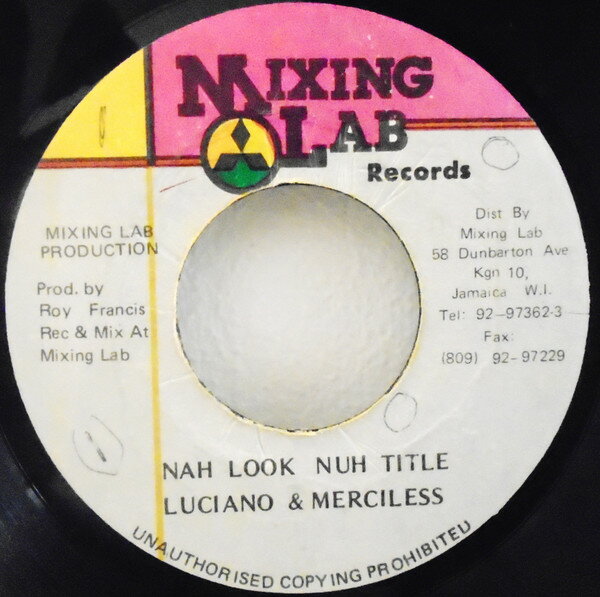 MIXING
LAB
Records
MIXING LAB
PRODUCTION
Prod. by
Roy Francis
Rec & Mix At
Mixing Lab
Dist By
Mixing Lab
58 Dunbarton Ave
Kgn 10,
Jamaica W.I.
Tel: 92-97362-3
Fax:
(809) 92-97229
NAH LOOK NUH TITLE
LUCIANO & MERCILESS
UNAUTHORISED COPYING PROHIBITED